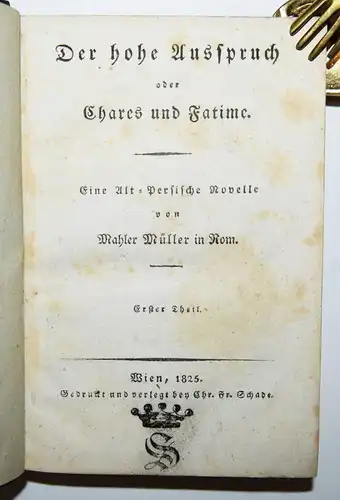 Der hohe Ausspruch
oder
Chares und Fatime.
Eine Alt-Persische Novelle
von
Mahler Müller in Rom.
Erster Theil.
Wien, 1825.
Gedruckt und verlegt bey Chr. Fr. Schade.
S